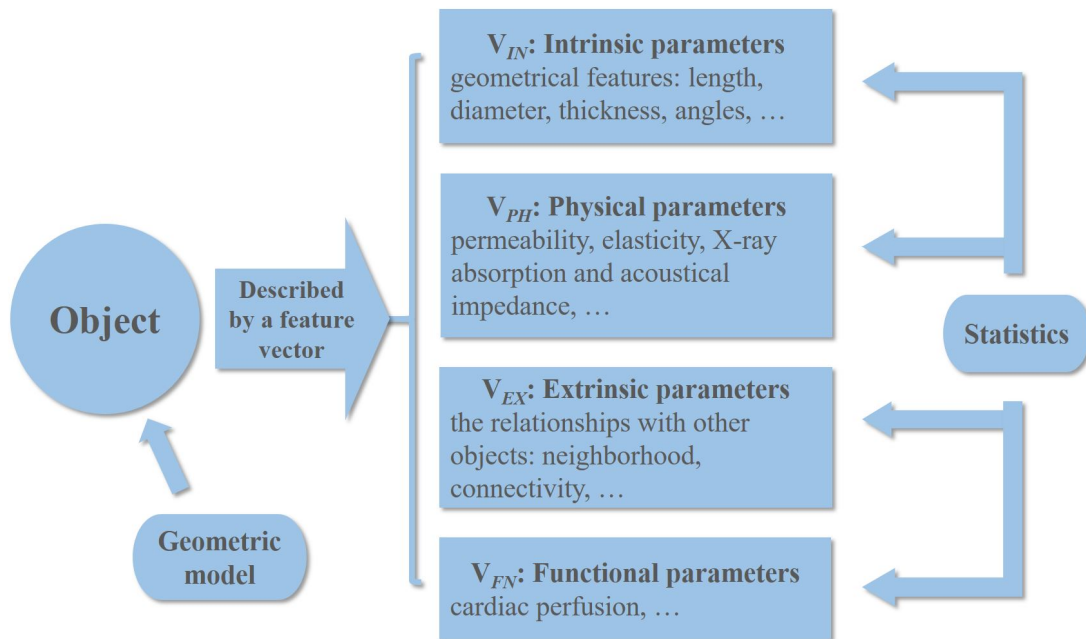 Object
Geometric
model
Described
by a feature
vector
V_IN: Intrinsic parameters
geometrical features: length,
diameter, thickness, angles, …
V_PH: Physical parameters
permeability, elasticity, X-ray
absorption and acoustical
impedance, …
V_EX: Extrinsic parameters
the relationships with other
objects: neighborhood,
connectivity, …
V_FN: Functional parameters
cardiac perfusion, …
Statistics